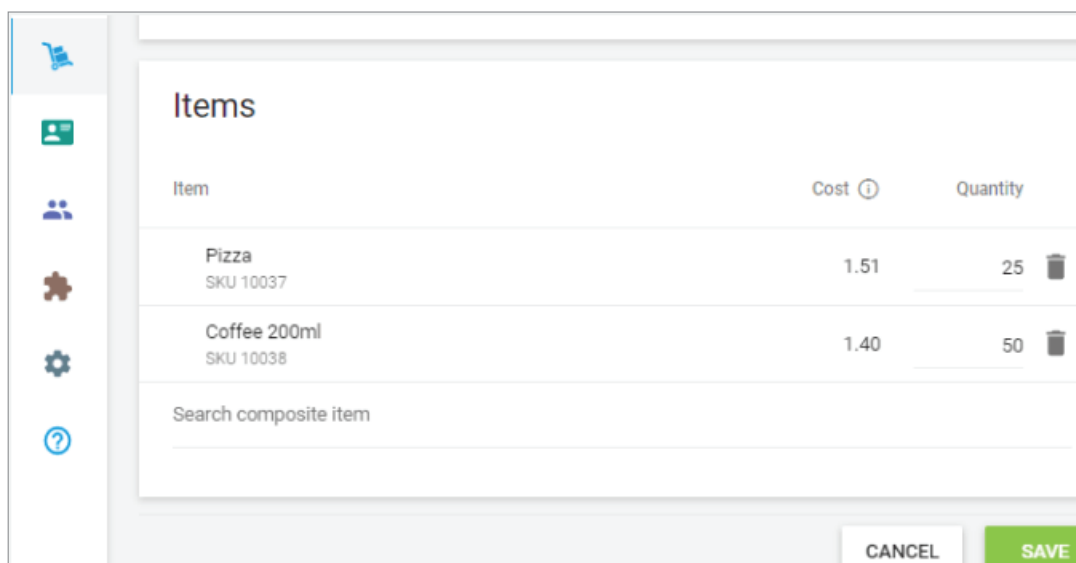 Items
Item Cost Quantity
Pizza
SKU 10037
1.51 25
Coffee 200ml
SKU 10038
1.40 50
Search composite item
CANCEL SAVE